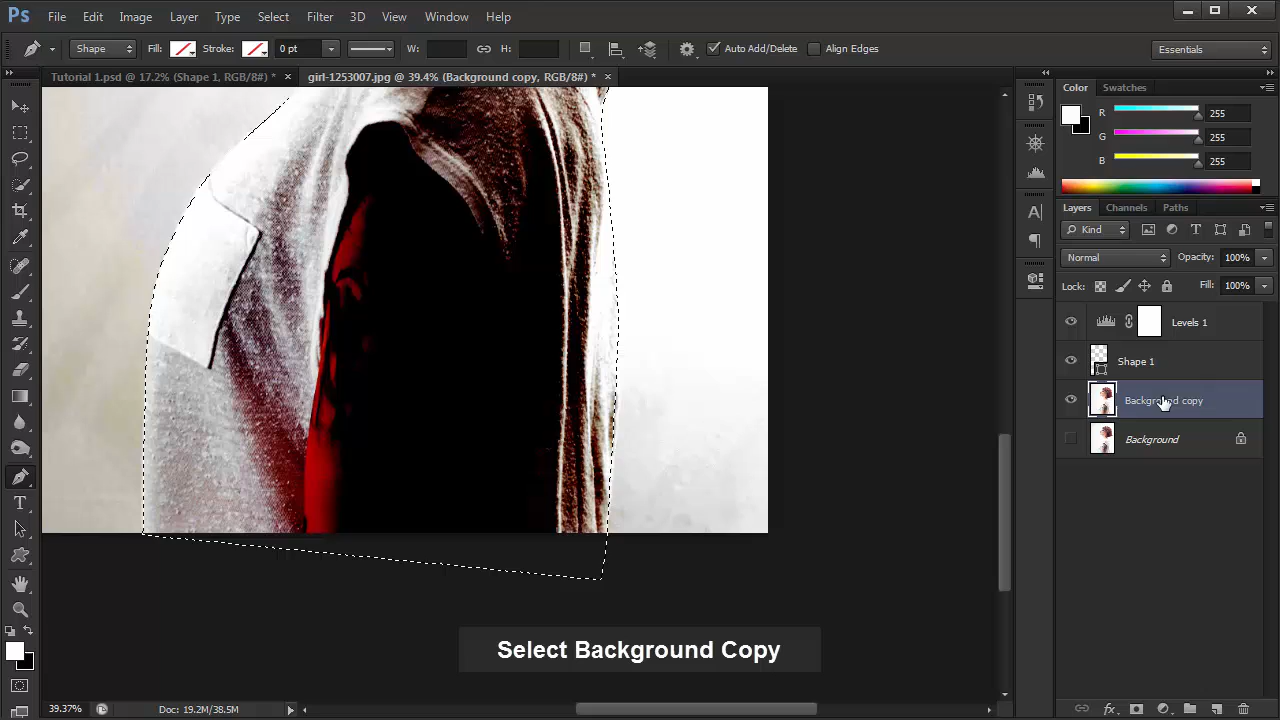 Ps File Edit Image Layer Type Select Filter 3D View Window Help
Shape Fill: Stroke: 0 pt W: H: Auto Add/Delete Align Edges Essentials
Tutorial 1.psd @ 17.2% (Shape 1, RGB/8#) * × girl-1253007.jpg @ 39.4% (Background copy, RGB/8#) * ×
Color Swatches
R 255
G 255
B 255
Layers Channels Paths
Kind
Normal Opacity: 100%
Lock: Fill: 100%
Levels 1
Shape 1
Background copy
Background
Select Background Copy
39.37% Doc: 19.2M/38.5M